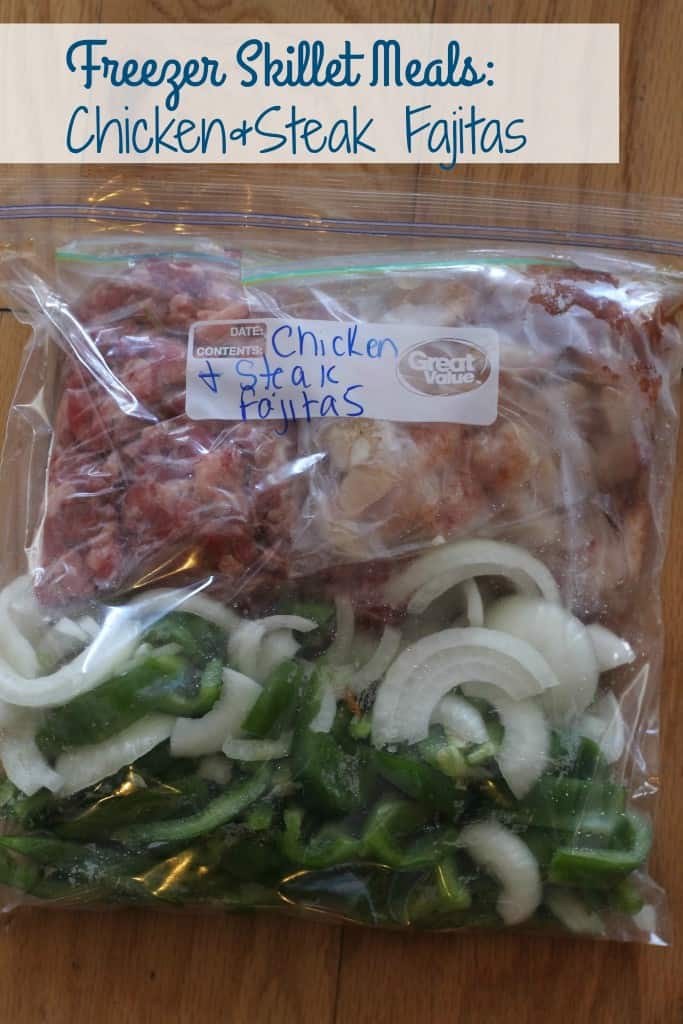 Freezer Skillet Meals:
Chicken&Steak Fajitas
DATE:
CONTENTS: Chicken
+ Steak
Fajitas
Great
Value